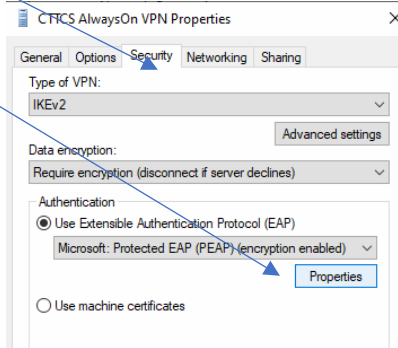 CTTCS AlwaysOn VPN Properties
General Options Security Networking Sharing
Type of VPN:
IKEv2
Advanced settings
Data encryption:
Require encryption (disconnect if server declines)
Authentication
Use Extensible Authentication Protocol (EAP)
Microsoft: Protected EAP (PEAP) (encryption enabled)
Properties
Use machine certificates